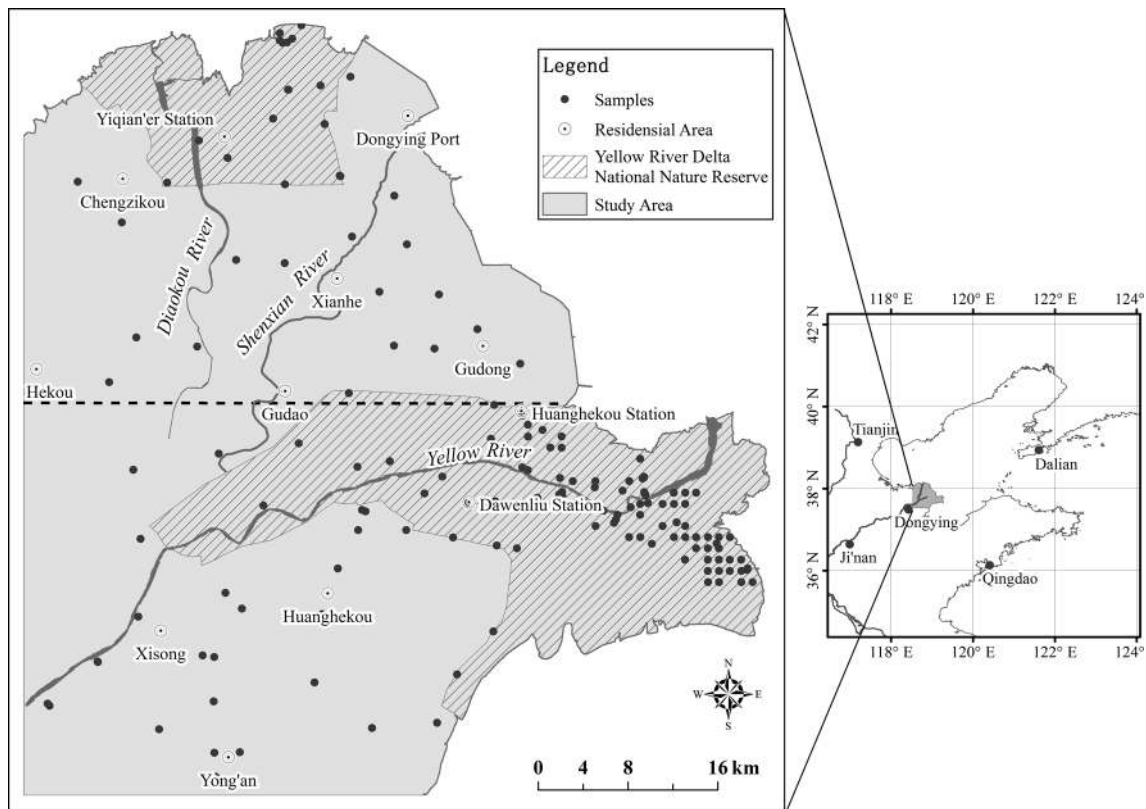 Legend
Samples
Residensial Area
Yellow River Delta
National Nature Reserve
Study Area
Yiqian'er Station
Dongying Port
Chengzikou
Diaokou River
Shenxian River
Xianhe
Gudong
Hekou
Gudao
Huanghekou Station
Yellow River
Dawenliu Station
Huanghekou
Xisong
Yong'an
N
W E
S
0 4 8 16 km
118° E 120° E 122° E 124° E
42° N
40° N
38° N
36° N
Tianjin
Dalian
Dongying
Ji'nan
Qingdao
118° E 120° E 122° E 124° E